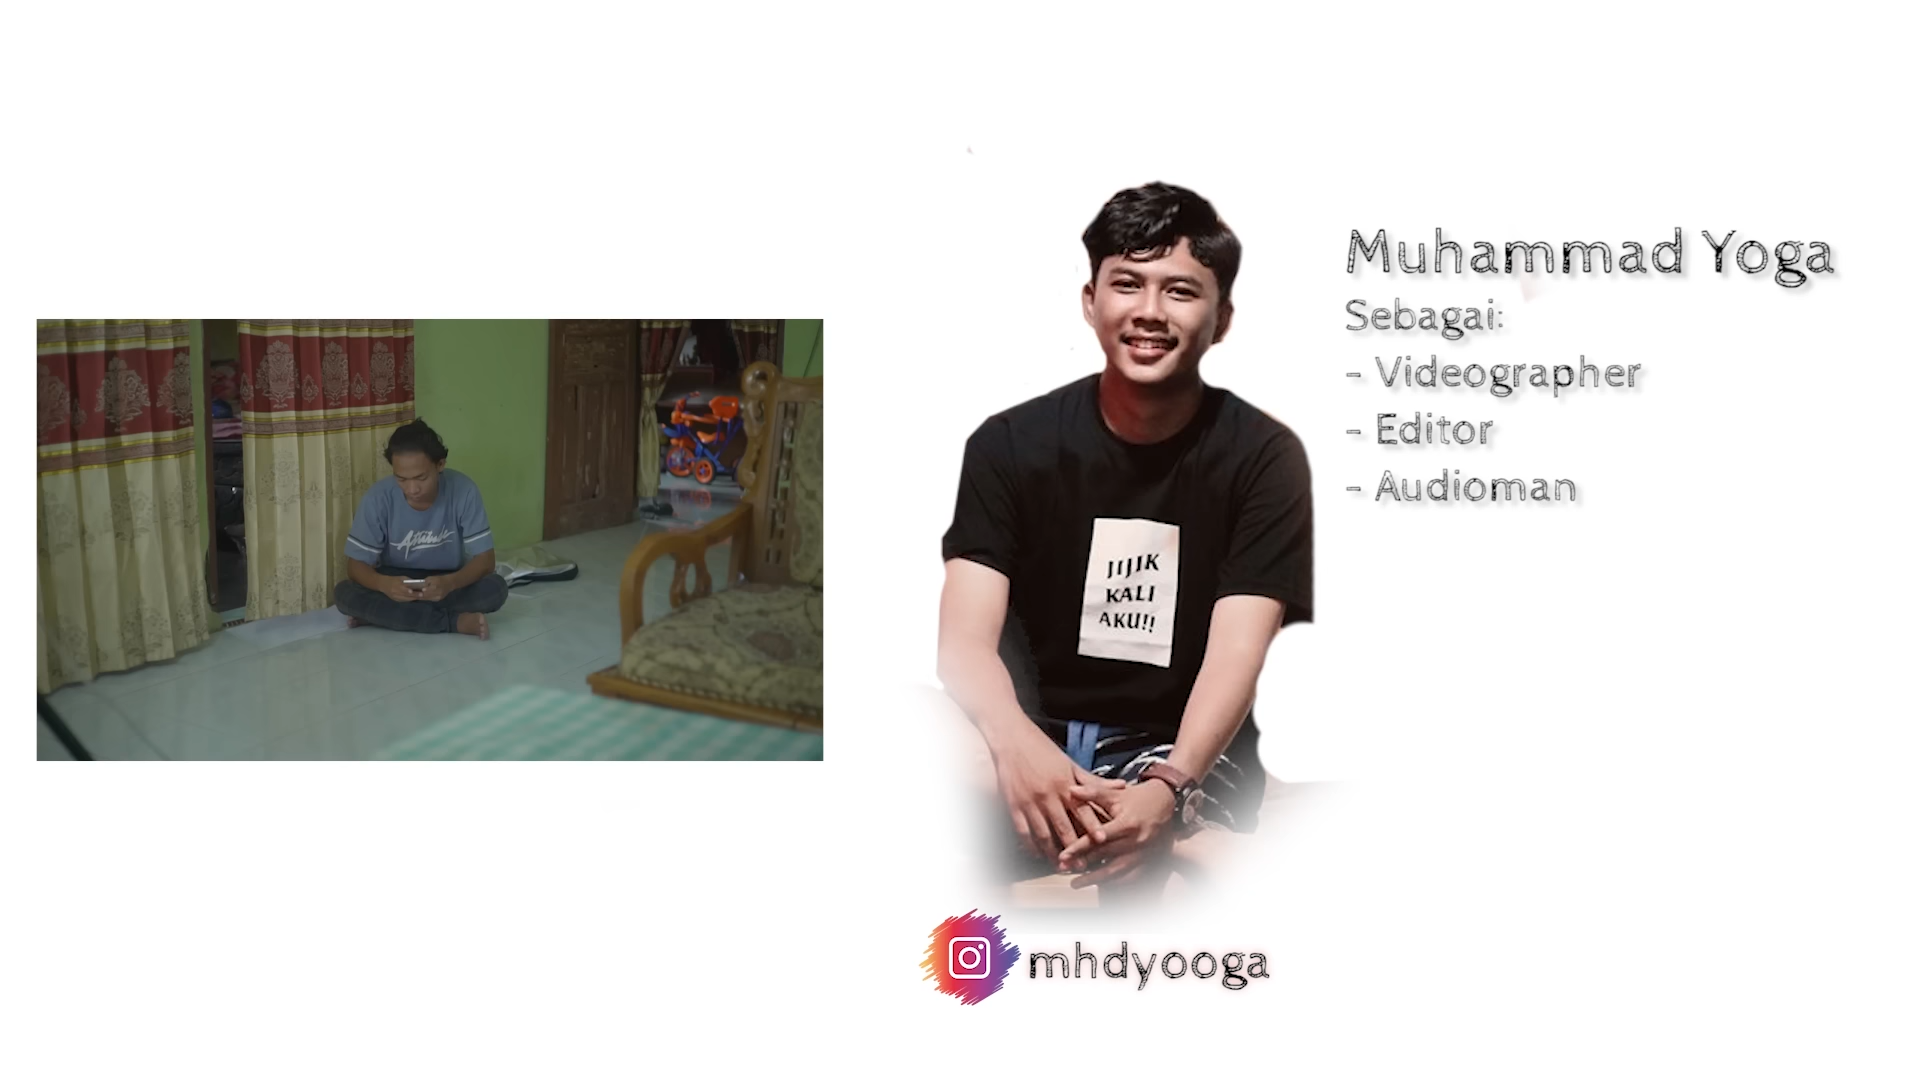 Muhammad Yoga
Sebagai:
- Videographer
- Editor
- Audioman
JIJIK
KALI
AKU!!
mhdyooga